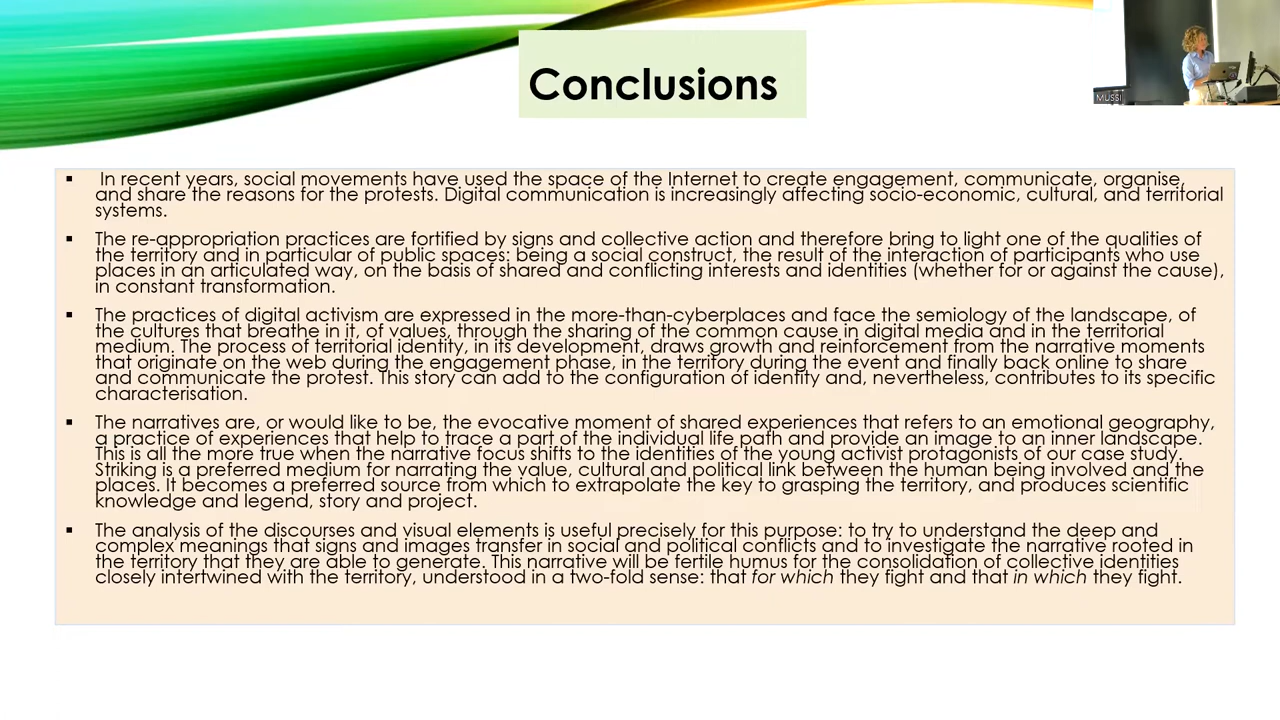 Conclusions
MUSSI
▪ In recent years, social movements have used the space of the Internet to create engagement, communicate, organise,
and share the reasons for the protests. Digital communication is increasingly affecting socio-economic, cultural, and territorial
systems.
▪ The re-appropriation practices are fortified by signs and collective action and therefore bring to light one of the qualities of
the territory and in particular of public spaces: being a social construct, the result of the interaction of participants who use
places in an articulated way, on the basis of shared and conflicting interests and identities (whether for or against the cause),
in constant transformation.
▪ The practices of digital activism are expressed in the more-than-cyberplaces and face the semiology of the landscape, of
the cultures that breathe in it, of values, through the sharing of the common cause in digital media and in the territorial
medium. The process of territorial identity, in its development, draws growth and reinforcement from the narrative moments
that originate on the web during the engagement phase, in the territory during the event and finally back online to share
and communicate the protest. This story can add to the configuration of identity and, nevertheless, contributes to its specific
characterisation.
▪ The narratives are, or would like to be, the evocative moment of shared experiences that refers to an emotional geography,
a practice of experiences that help to trace a part of the individual life path and provide an image to an inner landscape.
This is all the more true when the narrative focus shifts to the identities of the young activist protagonists of our case study.
Striking is a preferred medium for narrating the value, cultural and political link between the human being involved and the
places. It becomes a preferred source from which to extrapolate the key to grasping the territory, and produces scientific
knowledge and legend, story and project.
▪ The analysis of the discourses and visual elements is useful precisely for this purpose: to try to understand the deep and
complex meanings that signs and images transfer in social and political conflicts and to investigate the narrative rooted in
the territory that they are able to generate. This narrative will be fertile humus for the consolidation of collective identities
closely intertwined with the territory, understood in a two-fold sense: that for which they fight and that in which they fight.